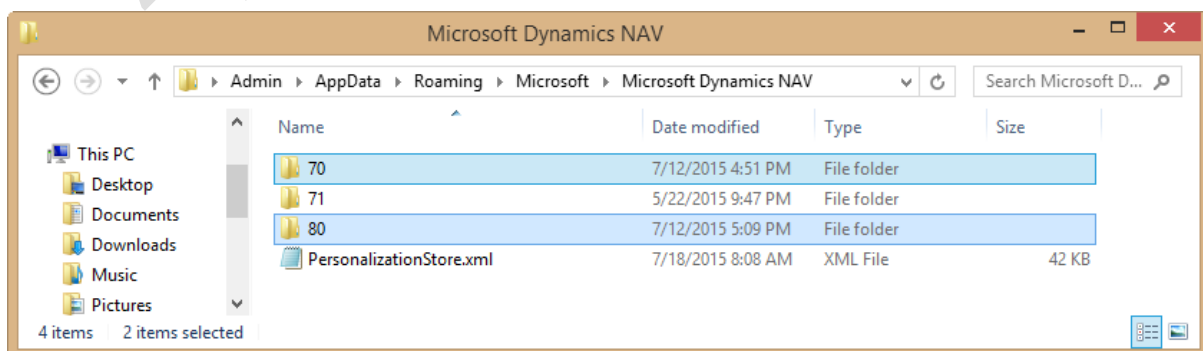 Microsoft Dynamics NAV
Admin AppData Roaming Microsoft Microsoft Dynamics NAV Search Microsoft D...
Name Date modified Type Size
This PC
Desktop
Documents
Downloads
Music
Pictures
70 7/12/2015 4:51 PM File folder
71 5/22/2015 9:47 PM File folder
80 7/12/2015 5:09 PM File folder
PersonalizationStore.xml 7/18/2015 8:08 AM XML File 42 KB
4 items 2 items selected